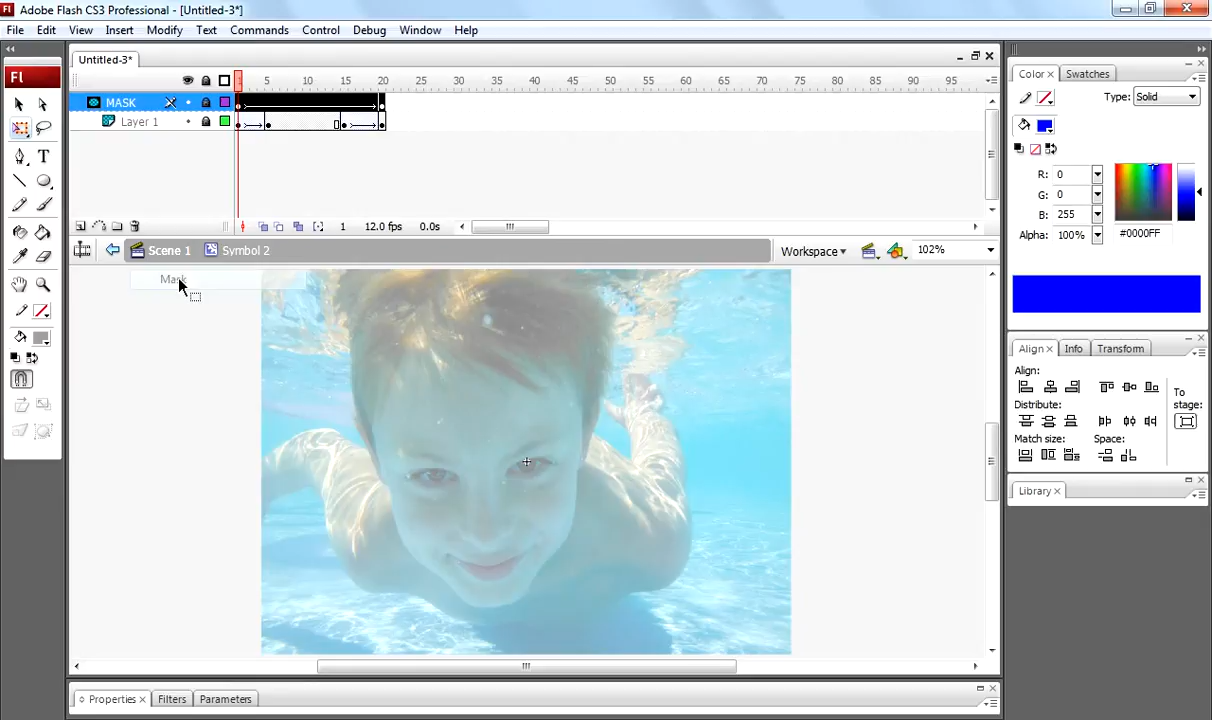 Adobe Flash CS3 Professional - [Untitled-3*]
File Edit View Insert Modify Text Commands Control Debug Window Help
Untitled-3*
Fl
1 5 10 15 20 25 30 35 40 45 50 55 60 65 70 75 80 85 90 95
MASK
Layer 1
1 12.0 fps 0.0s
Scene 1 Symbol 2 Workspace 102%
Mask
Color Swatches
Type: Solid
R: 0
G: 0
B: 255
Alpha: 100% #0000FF
Align Info Transform
Align:
Distribute:
Match size: Space:
To
stage:
Library
Properties Filters Parameters